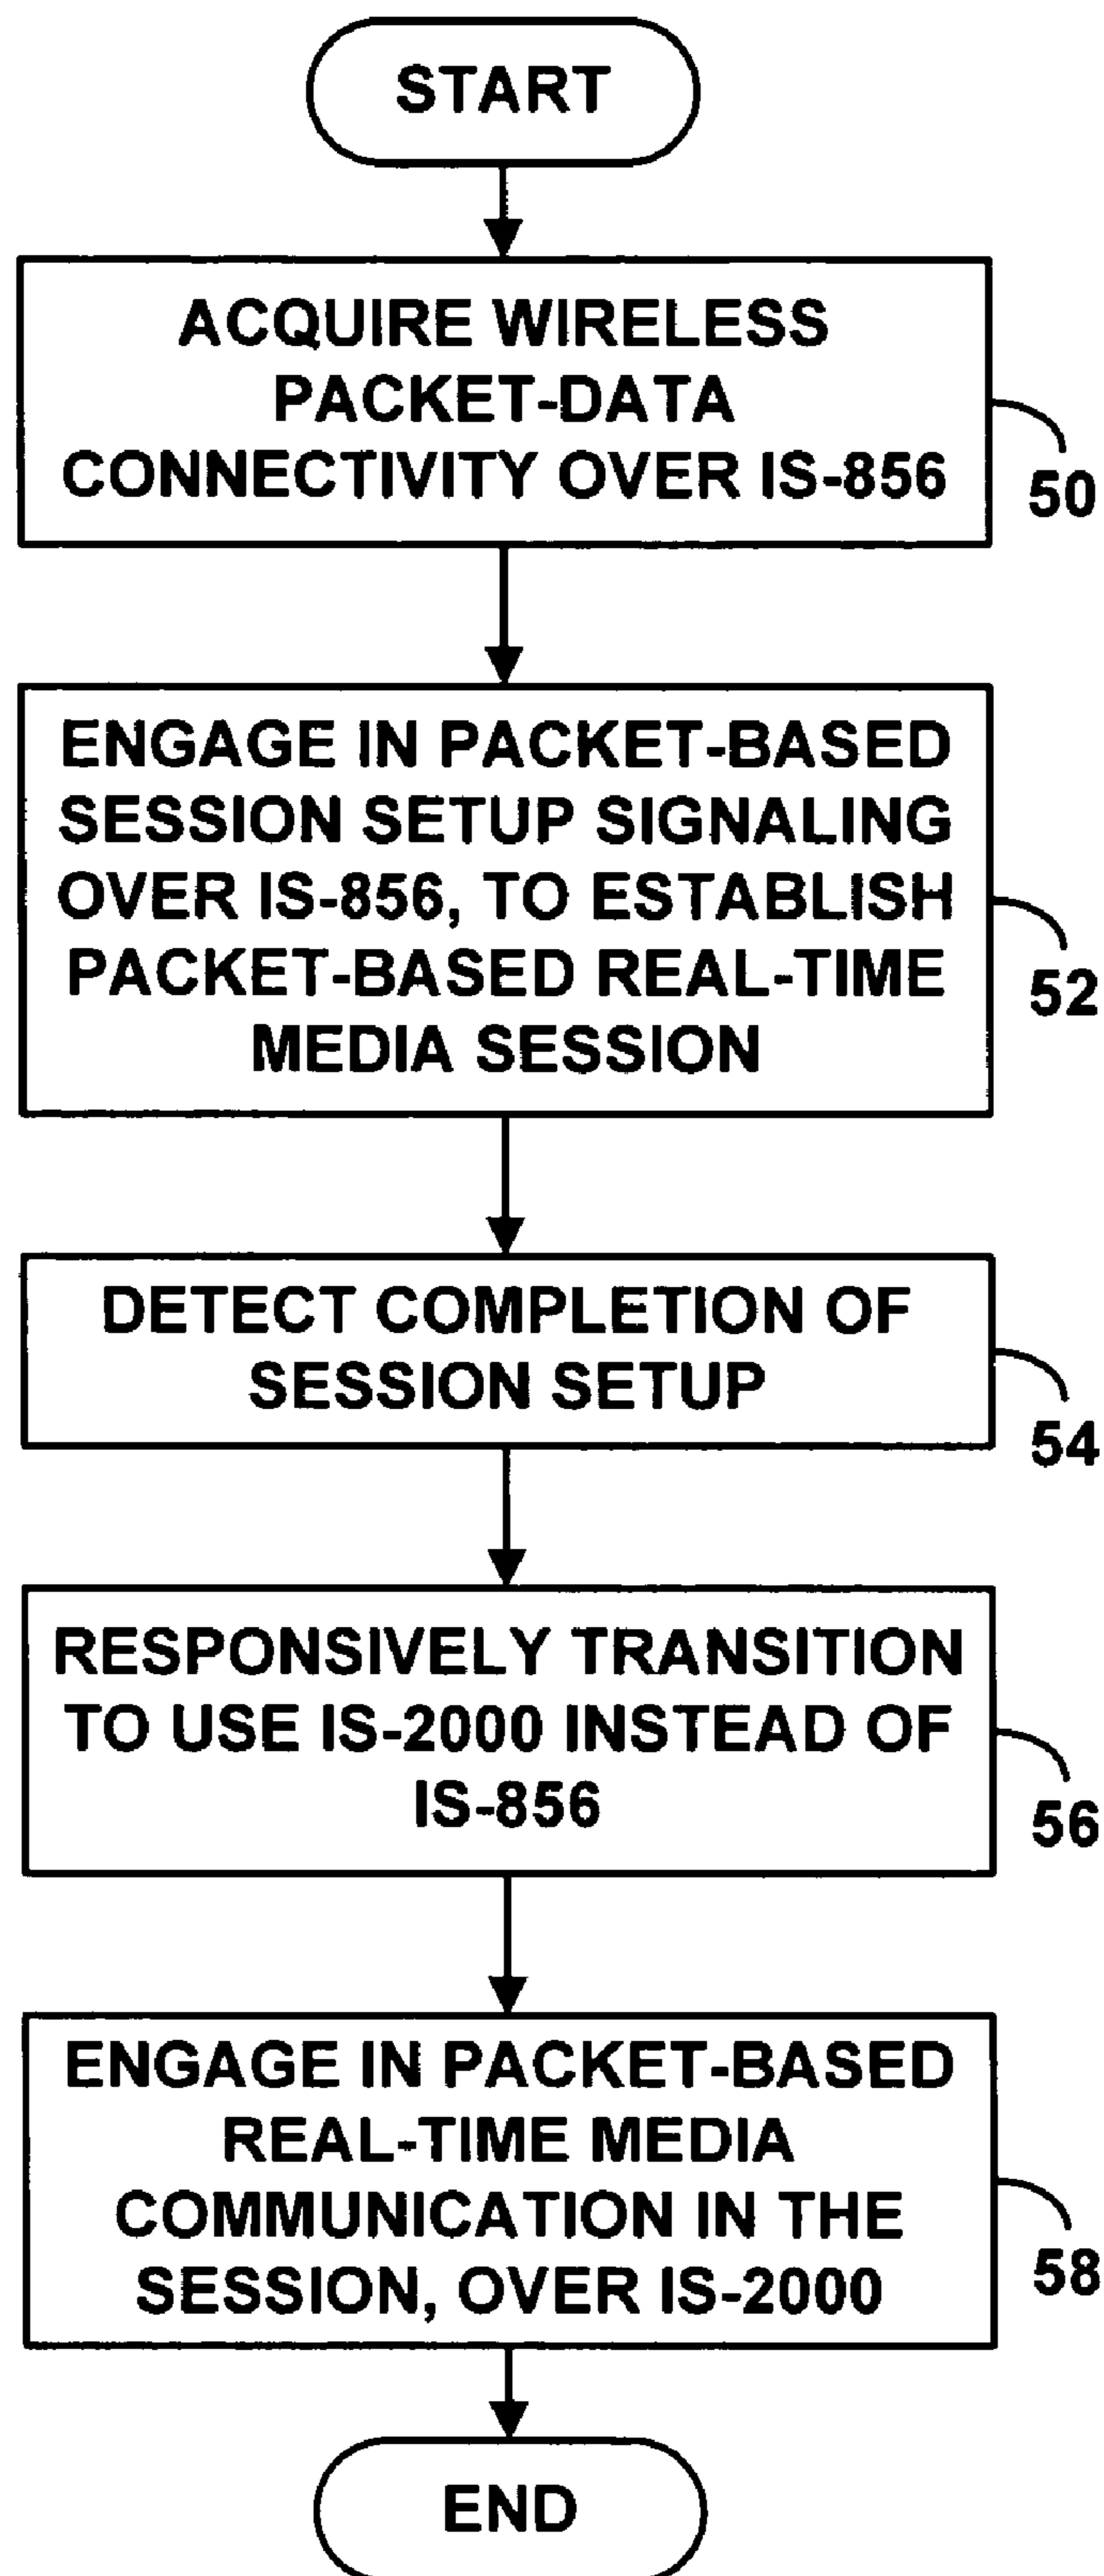 START
ACQUIRE WIRELESS
PACKET-DATA
CONNECTIVITY OVER IS-856
50
ENGAGE IN PACKET-BASED
SESSION SETUP SIGNALING
OVER IS-856, TO ESTABLISH
PACKET-BASED REAL-TIME
MEDIA SESSION
52
DETECT COMPLETION OF
SESSION SETUP
54
RESPONSIVELY TRANSITION
TO USE IS-2000 INSTEAD OF
IS-856
56
ENGAGE IN PACKET-BASED
REAL-TIME MEDIA
COMMUNICATION IN THE
SESSION, OVER IS-2000
58
END